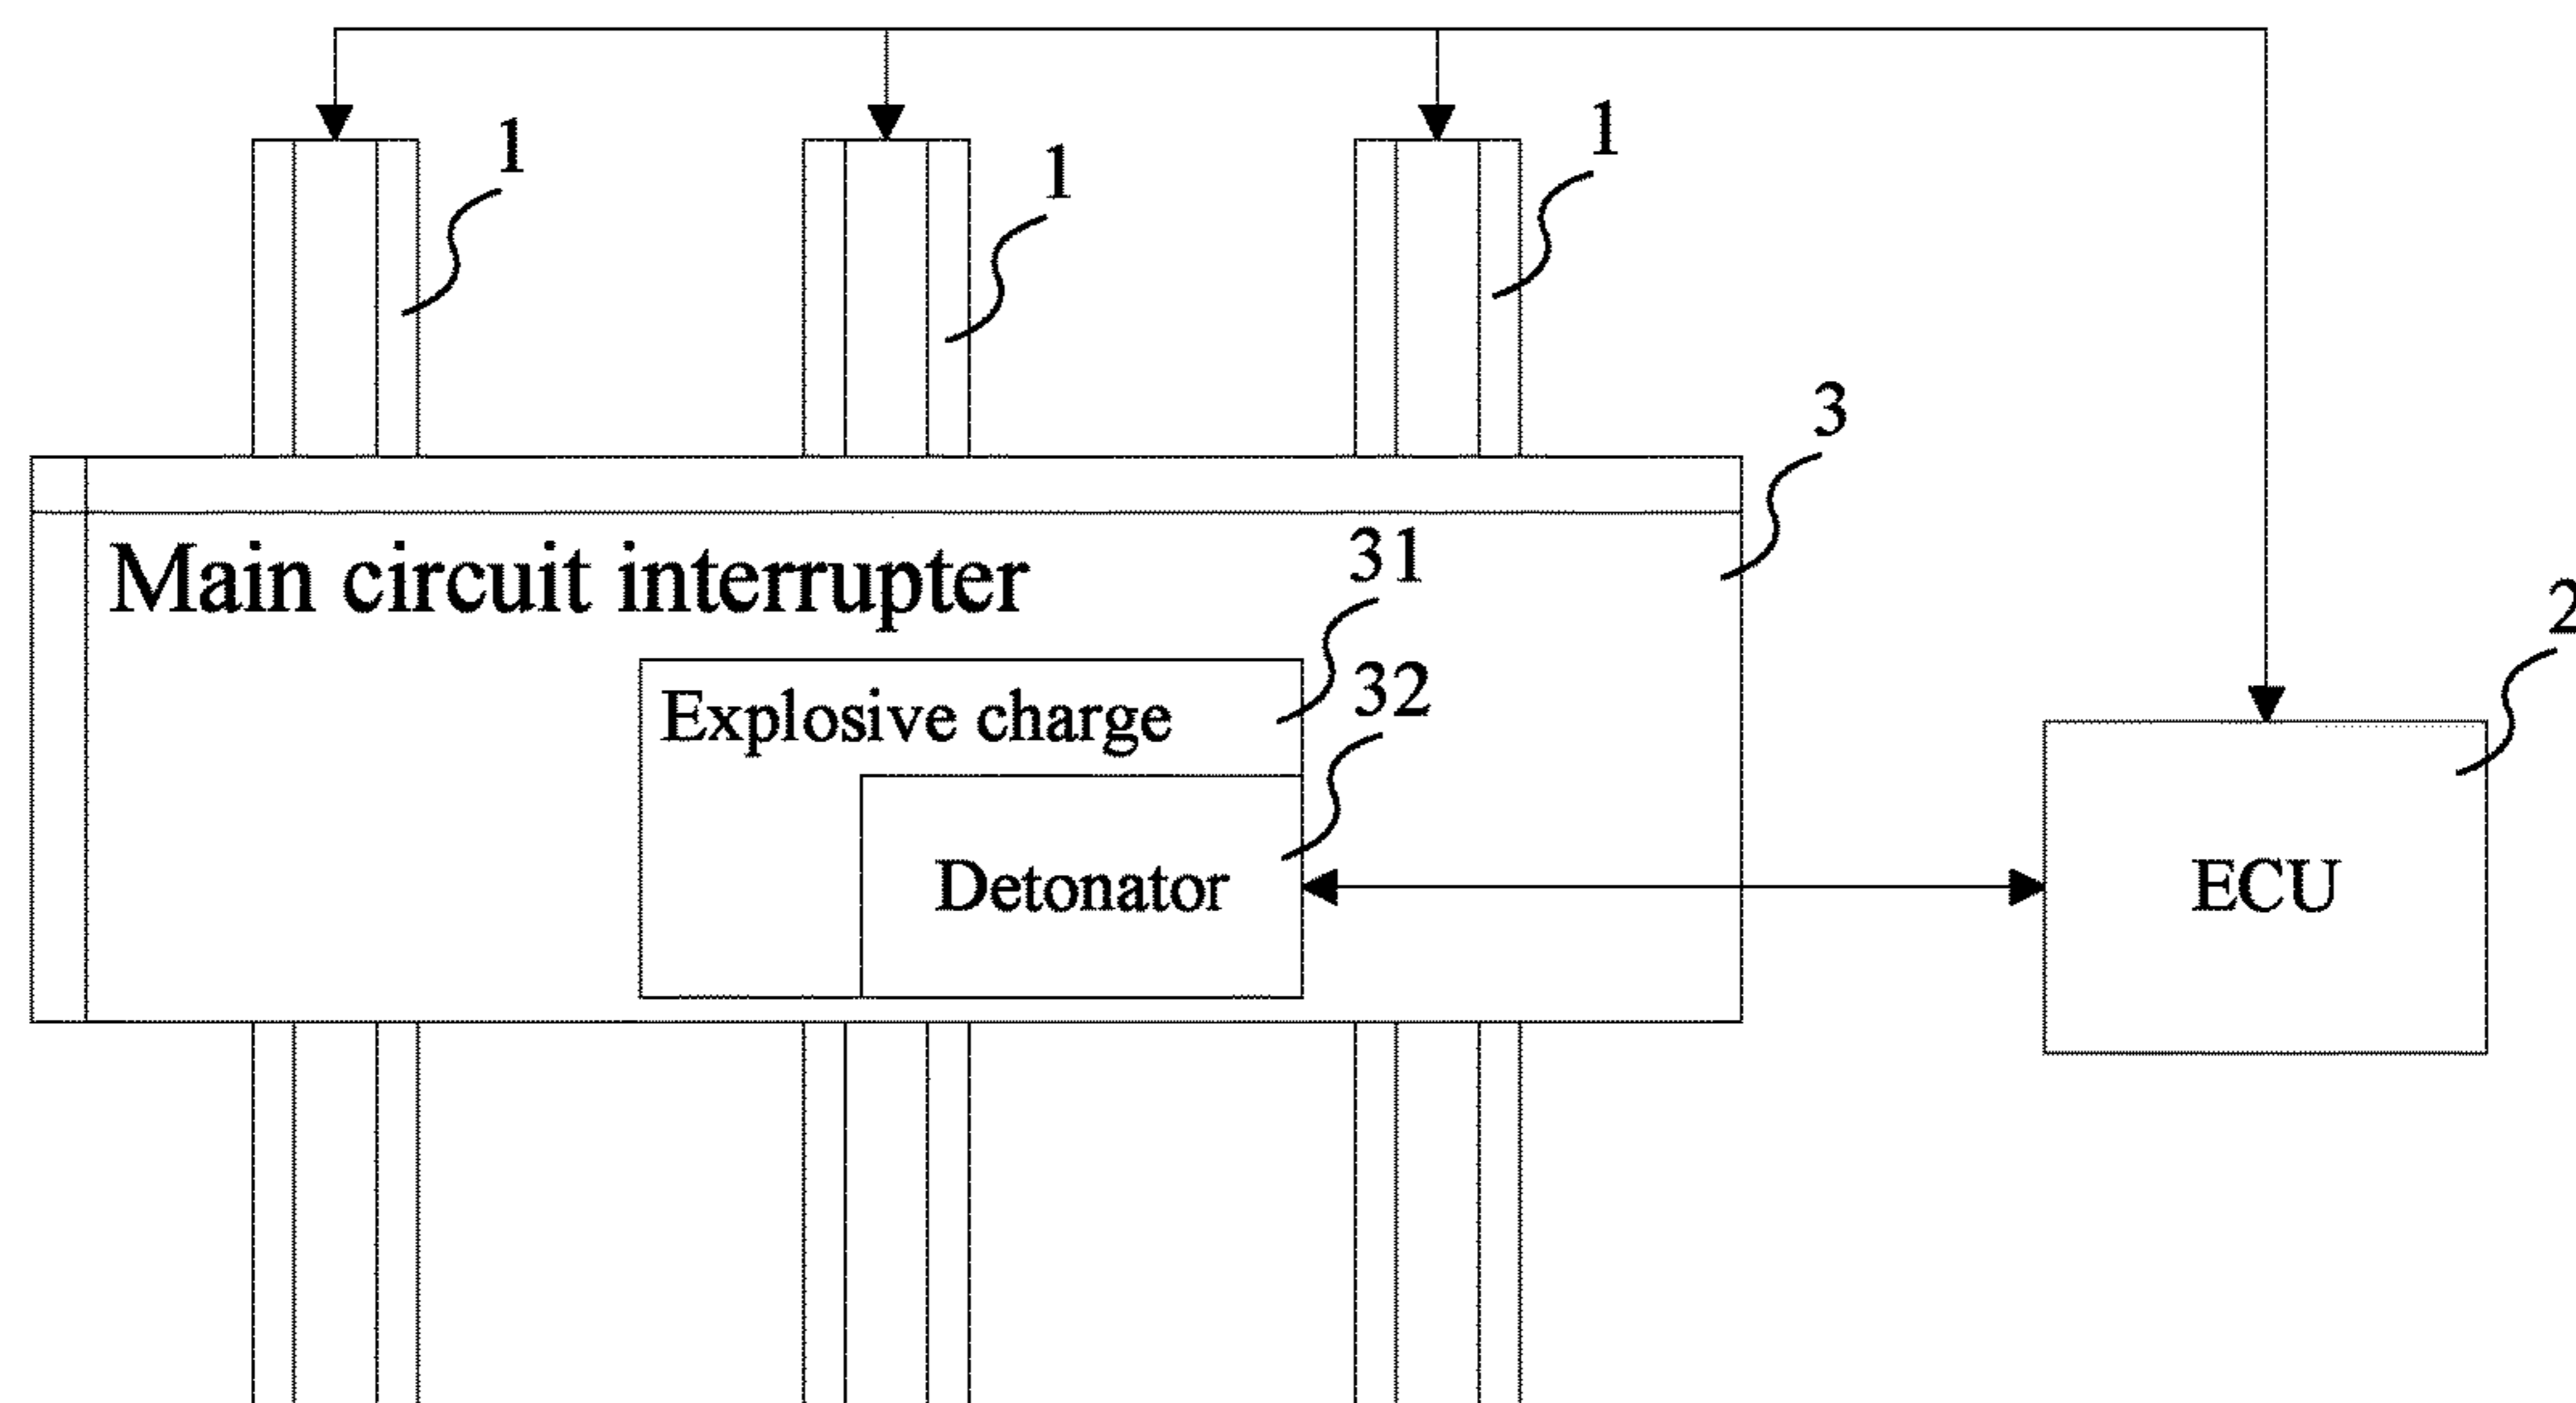 1
1
1
3
Main circuit interrupter
31
2
Explosive charge
32
Detonator
ECU